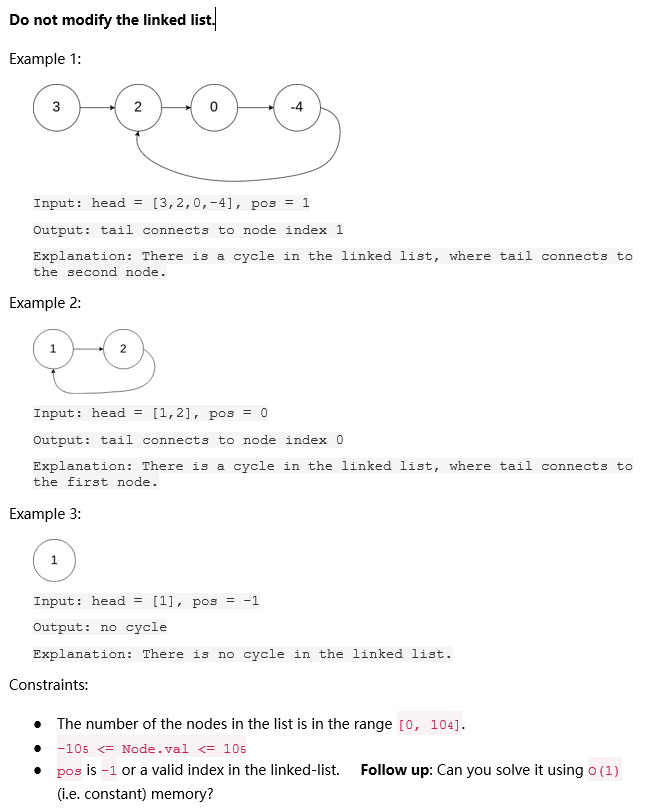 Do not modify the linked list.
Example 1:
3 2 0 -4
Input: head = [3,2,0,-4], pos = 1
Output: tail connects to node index 1
Explanation: There is a cycle in the linked list, where tail connects to
the second node.
Example 2:
1 2
Input: head = [1,2], pos = 0
Output: tail connects to node index 0
Explanation: There is a cycle in the linked list, where tail connects to
the first node.
Example 3:
1
Input: head = [1], pos = -1
Output: no cycle
Explanation: There is no cycle in the linked list.
Constraints:
● The number of the nodes in the list is in the range [0, 104].
● -105 <= Node.val <= 105
● pos is -1 or a valid index in the linked-list. Follow up: Can you solve it using O(1)
(i.e. constant) memory?